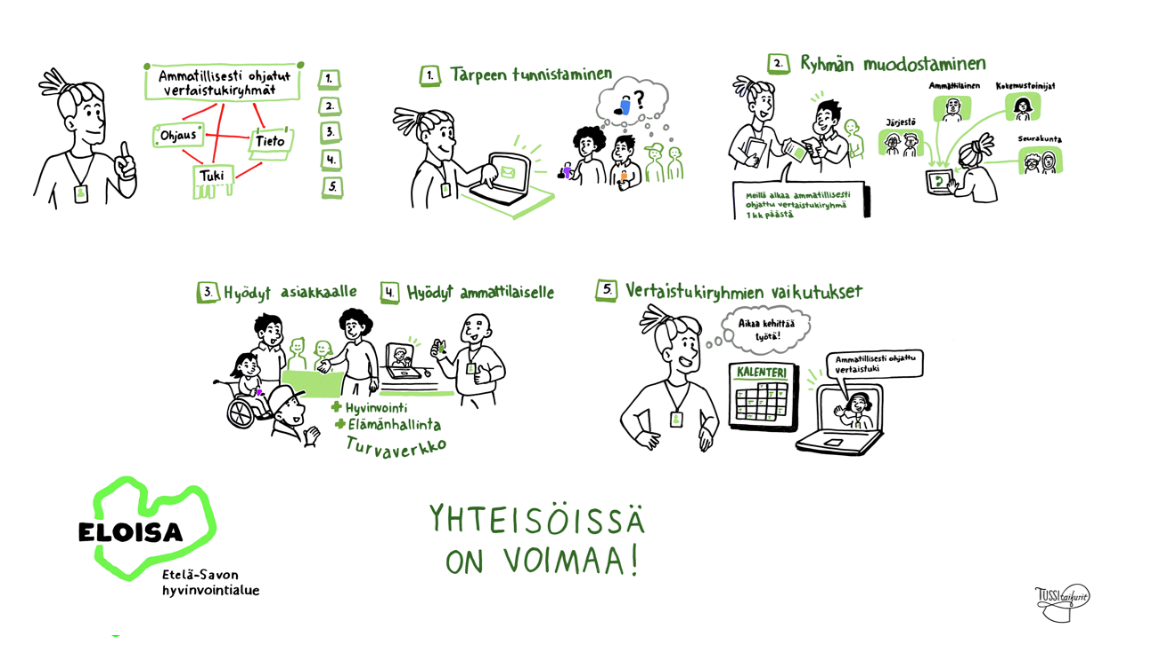 Ammatillisesti ohjatut
vertaistukiryhmät
Ohjaus
Tieto
Tuki
1.
2.
3.
4.
5.
1. Tarpeen tunnistaminen
?
2. Ryhmän muodostaminen
Ammattilainen
Kokemustoimijat
Järjestö
Seurakunta
?
Meillä alkaa ammatillisesti
ohjattu vertaistukiryhmä
1 kk päästä
3. Hyödyt asiakkaalle
4. Hyödyt ammattilaiselle
+ Hyvinvointi
+ Elämänhallinta
Turvaverkko
5. Vertaistukiryhmien vaikutukset
Aikaa kehittää
työtä!
KALENTERI
Ammatillisesti ohjattu
vertaistuki
ELOISA
Etelä-Savon
hyvinvointialue
YHTEISÖISSÄ
ON VOIMAA!
TUSSItaikurit